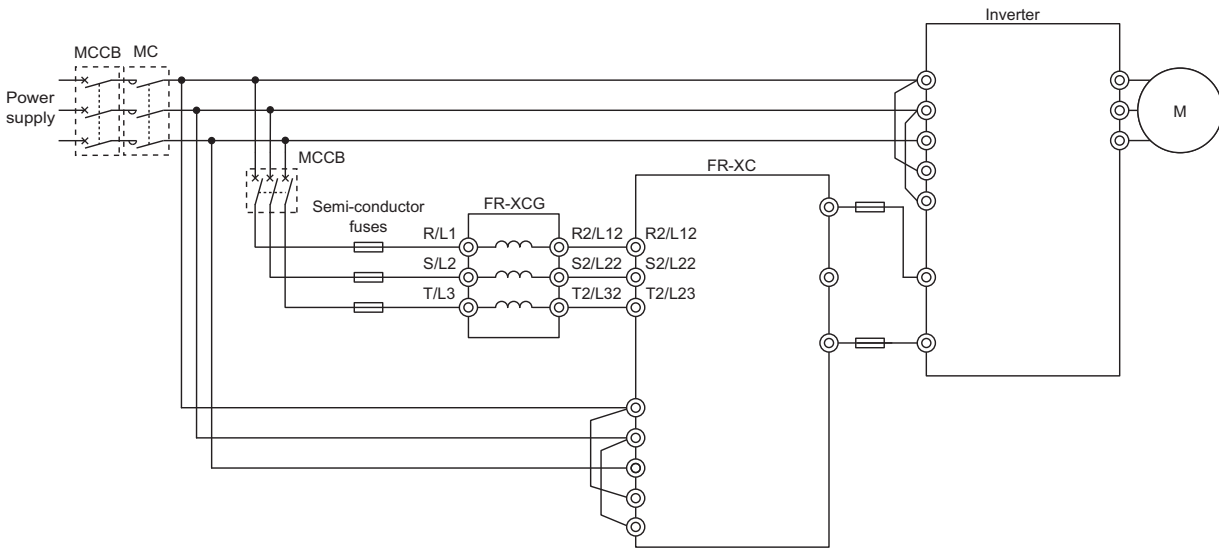 Inverter
MCCB MC
Power
supply
M
MCCB
FR-XC
Semi-conductor
fuses
FR-XCG
R/L1
R2/L12
R2/L12
S/L2
S2/L22
S2/L22
T/L3
T2/L32
T2/L23